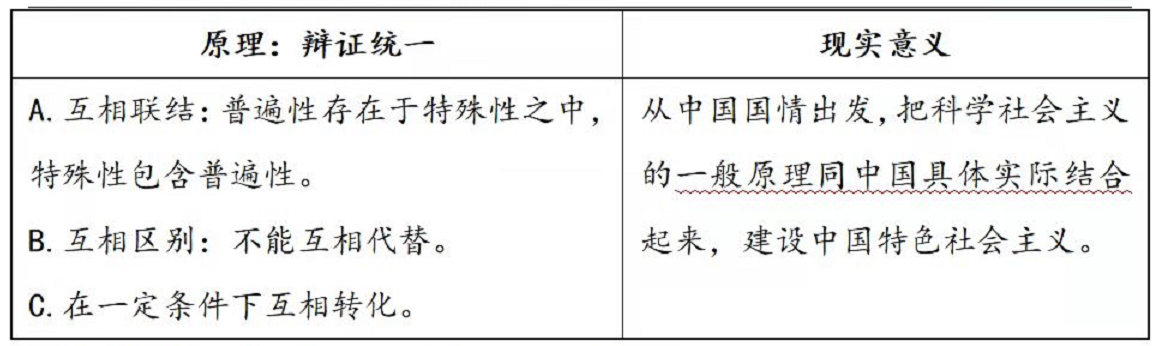 原理：辩证统一
现实意义
A.互相联结：普遍性存在于特殊性之中，
特殊性包含普遍性。
B.互相区别：不能互相代替。
C.在一定条件下互相转化。
从中国国情出发，把科学社会主义
的一般原理同中国具体实际结合
起来，建设中国特色社会主义。